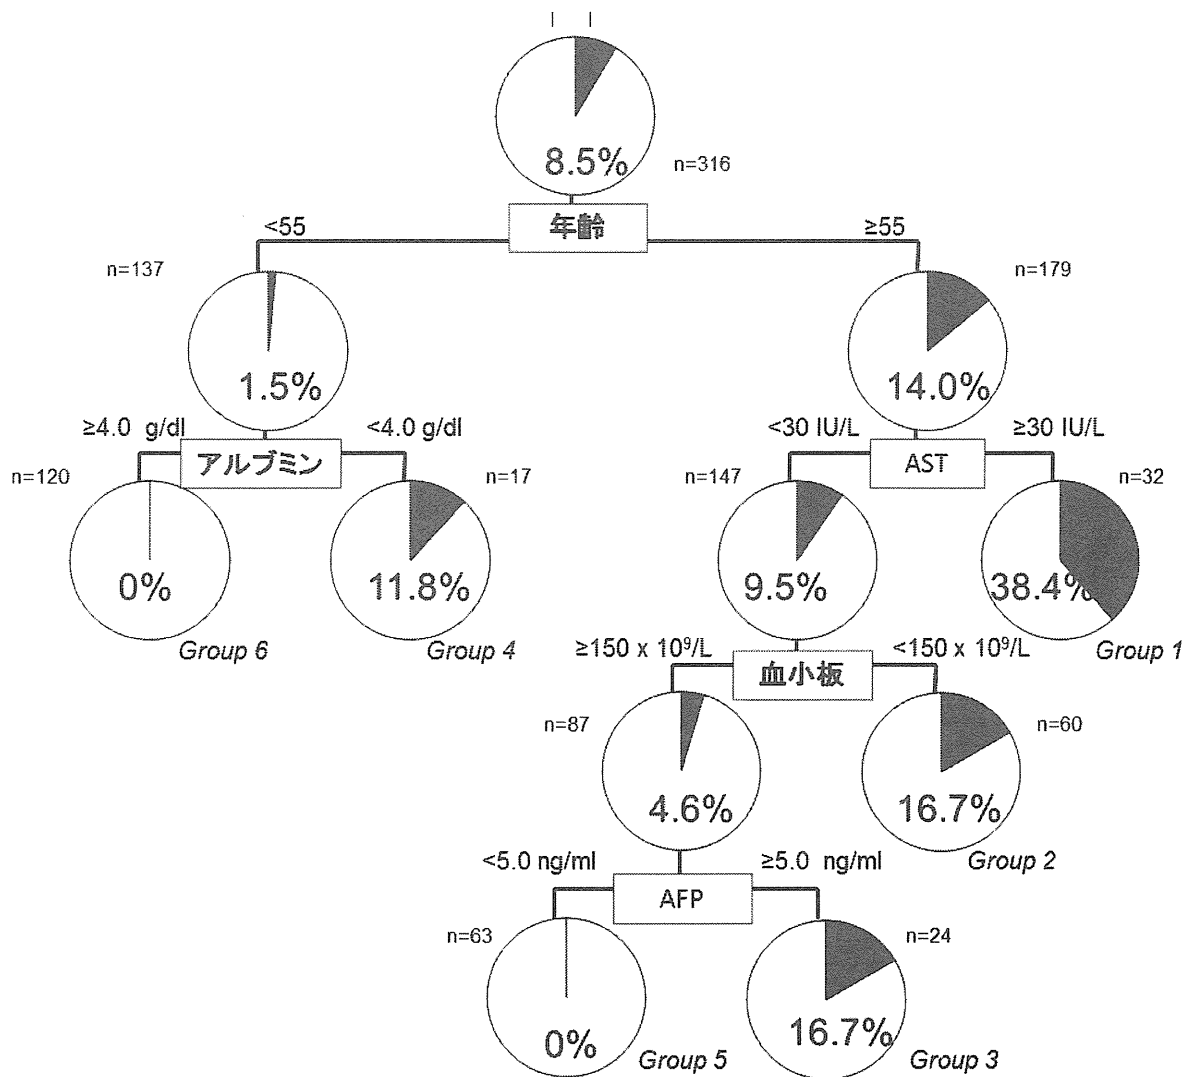 8.5%
n=316
年齢
<55
≥55
n=137
n=179
1.5%
14.0%
≥4.0 g/dl
<4.0 g/dl
<30 IU/L
≥30 IU/L
アルブミン
AST
n=120
n=17
n=147
n=32
0%
11.8%
9.5%
38.4%
Group 6
Group 4
Group 1
≥150 x 10⁹/L
<150 x 10⁹/L
血小板
n=87
n=60
4.6%
16.7%
Group 2
<5.0 ng/ml
≥5.0 ng/ml
AFP
n=63
n=24
0%
16.7%
Group 5
Group 3